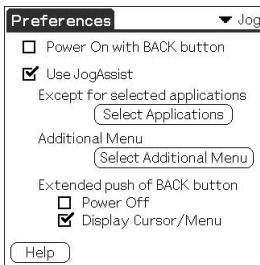 Preferences Jog
Power On with BACK button
Use JogAssist
Except for selected applications
Select Applications
Additional Menu
Select Additional Menu
Extended push of BACK button
Power Off
Display Cursor/Menu
Help